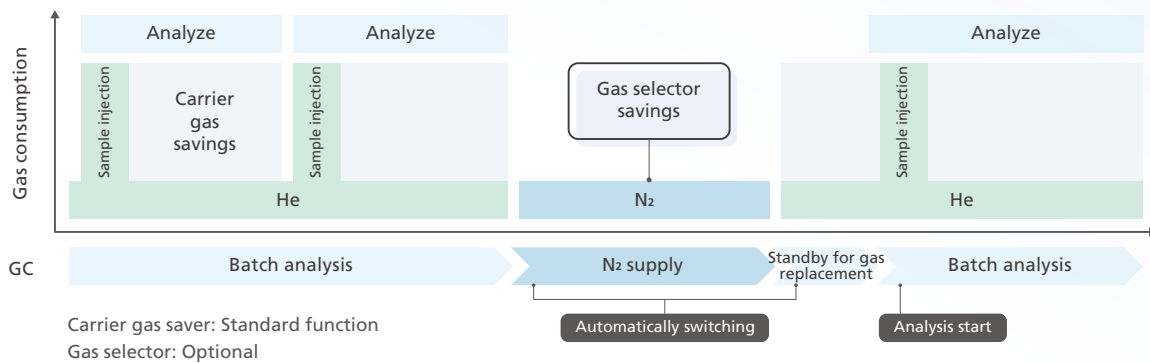 Analyze
Analyze
Analyze
Gas consumption
Sample injection
Carrier
gas
savings
Sample injection
Gas selector
savings
Sample injection
He
N₂
He
GC
Batch analysis
N₂ supply
Standby for gas
replacement
Batch analysis
Automatically switching
Analysis start
Carrier gas saver: Standard function
Gas selector: Optional